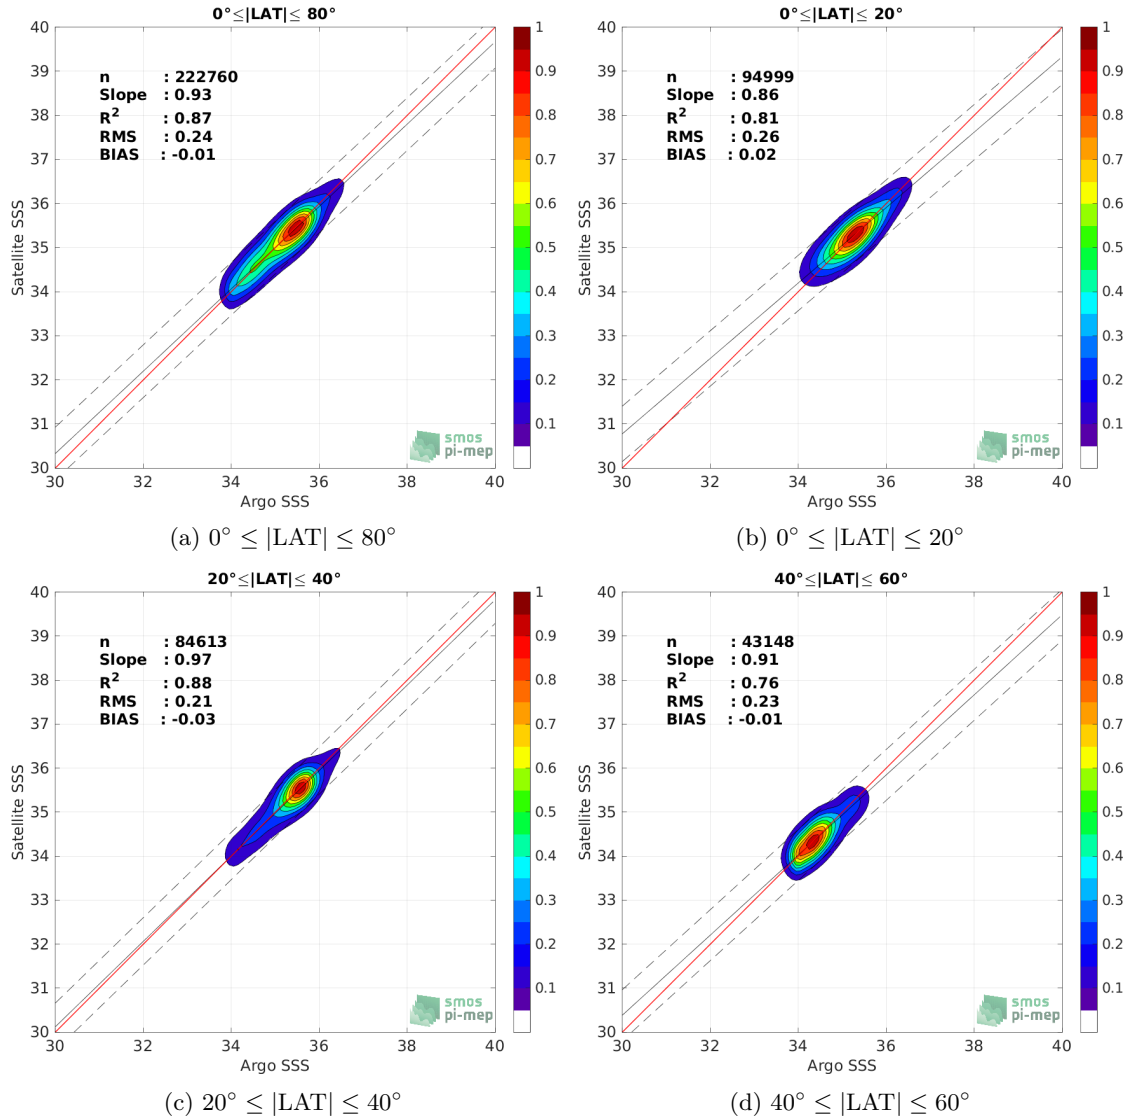 0°≤|LAT|≤ 80°
n : 222760
Slope : 0.93
R² : 0.87
RMS : 0.24
BIAS : -0.01
40
39
38
37
36
35
34
33
32
31
30
Satellite SSS
30 32 34 36 38 40
Argo SSS
1
0.9
0.8
0.7
0.6
0.5
0.4
0.3
0.2
0.1
smos
pi-mep
(a) 0° ≤ |LAT| ≤ 80°
0°≤|LAT|≤ 20°
n : 94999
Slope : 0.86
R² : 0.81
RMS : 0.26
BIAS : 0.02
40
39
38
37
36
35
34
33
32
31
30
Satellite SSS
30 32 34 36 38 40
Argo SSS
1
0.9
0.8
0.7
0.6
0.5
0.4
0.3
0.2
0.1
smos
pi-mep
(b) 0° ≤ |LAT| ≤ 20°
20°≤|LAT|≤ 40°
n : 84613
Slope : 0.97
R² : 0.88
RMS : 0.21
BIAS : -0.03
40
39
38
37
36
35
34
33
32
31
30
Satellite SSS
30 32 34 36 38 40
Argo SSS
1
0.9
0.8
0.7
0.6
0.5
0.4
0.3
0.2
0.1
smos
pi-mep
(c) 20° ≤ |LAT| ≤ 40°
40°≤|LAT|≤ 60°
n : 43148
Slope : 0.91
R² : 0.76
RMS : 0.23
BIAS : -0.01
40
39
38
37
36
35
34
33
32
31
30
Satellite SSS
30 32 34 36 38 40
Argo SSS
1
0.9
0.8
0.7
0.6
0.5
0.4
0.3
0.2
0.1
smos
pi-mep
(d) 40° ≤ |LAT| ≤ 60°